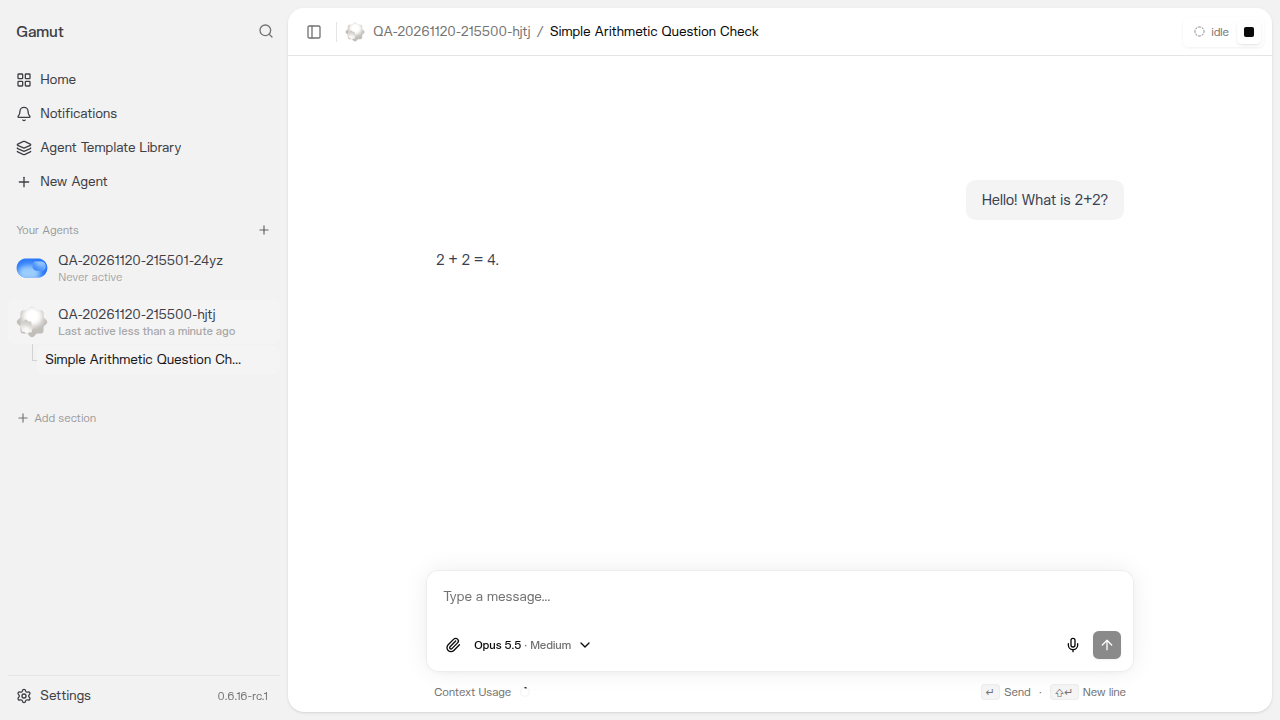 Gamut
Home
Notifications
Agent Template Library
New Agent
Your Agents
QA-20261120-215501-24yz
Never active
QA-20261120-215500-hjtj
Last active less than a minute ago
Simple Arithmetic Question Ch...
Add section
Settings
0.6.16-rc.1
QA-20261120-215500-hjtj / Simple Arithmetic Question Check
idle
Hello! What is 2+2?
2 + 2 = 4.
Type a message...
Opus 5.5 · Medium
Context Usage
Send · New line